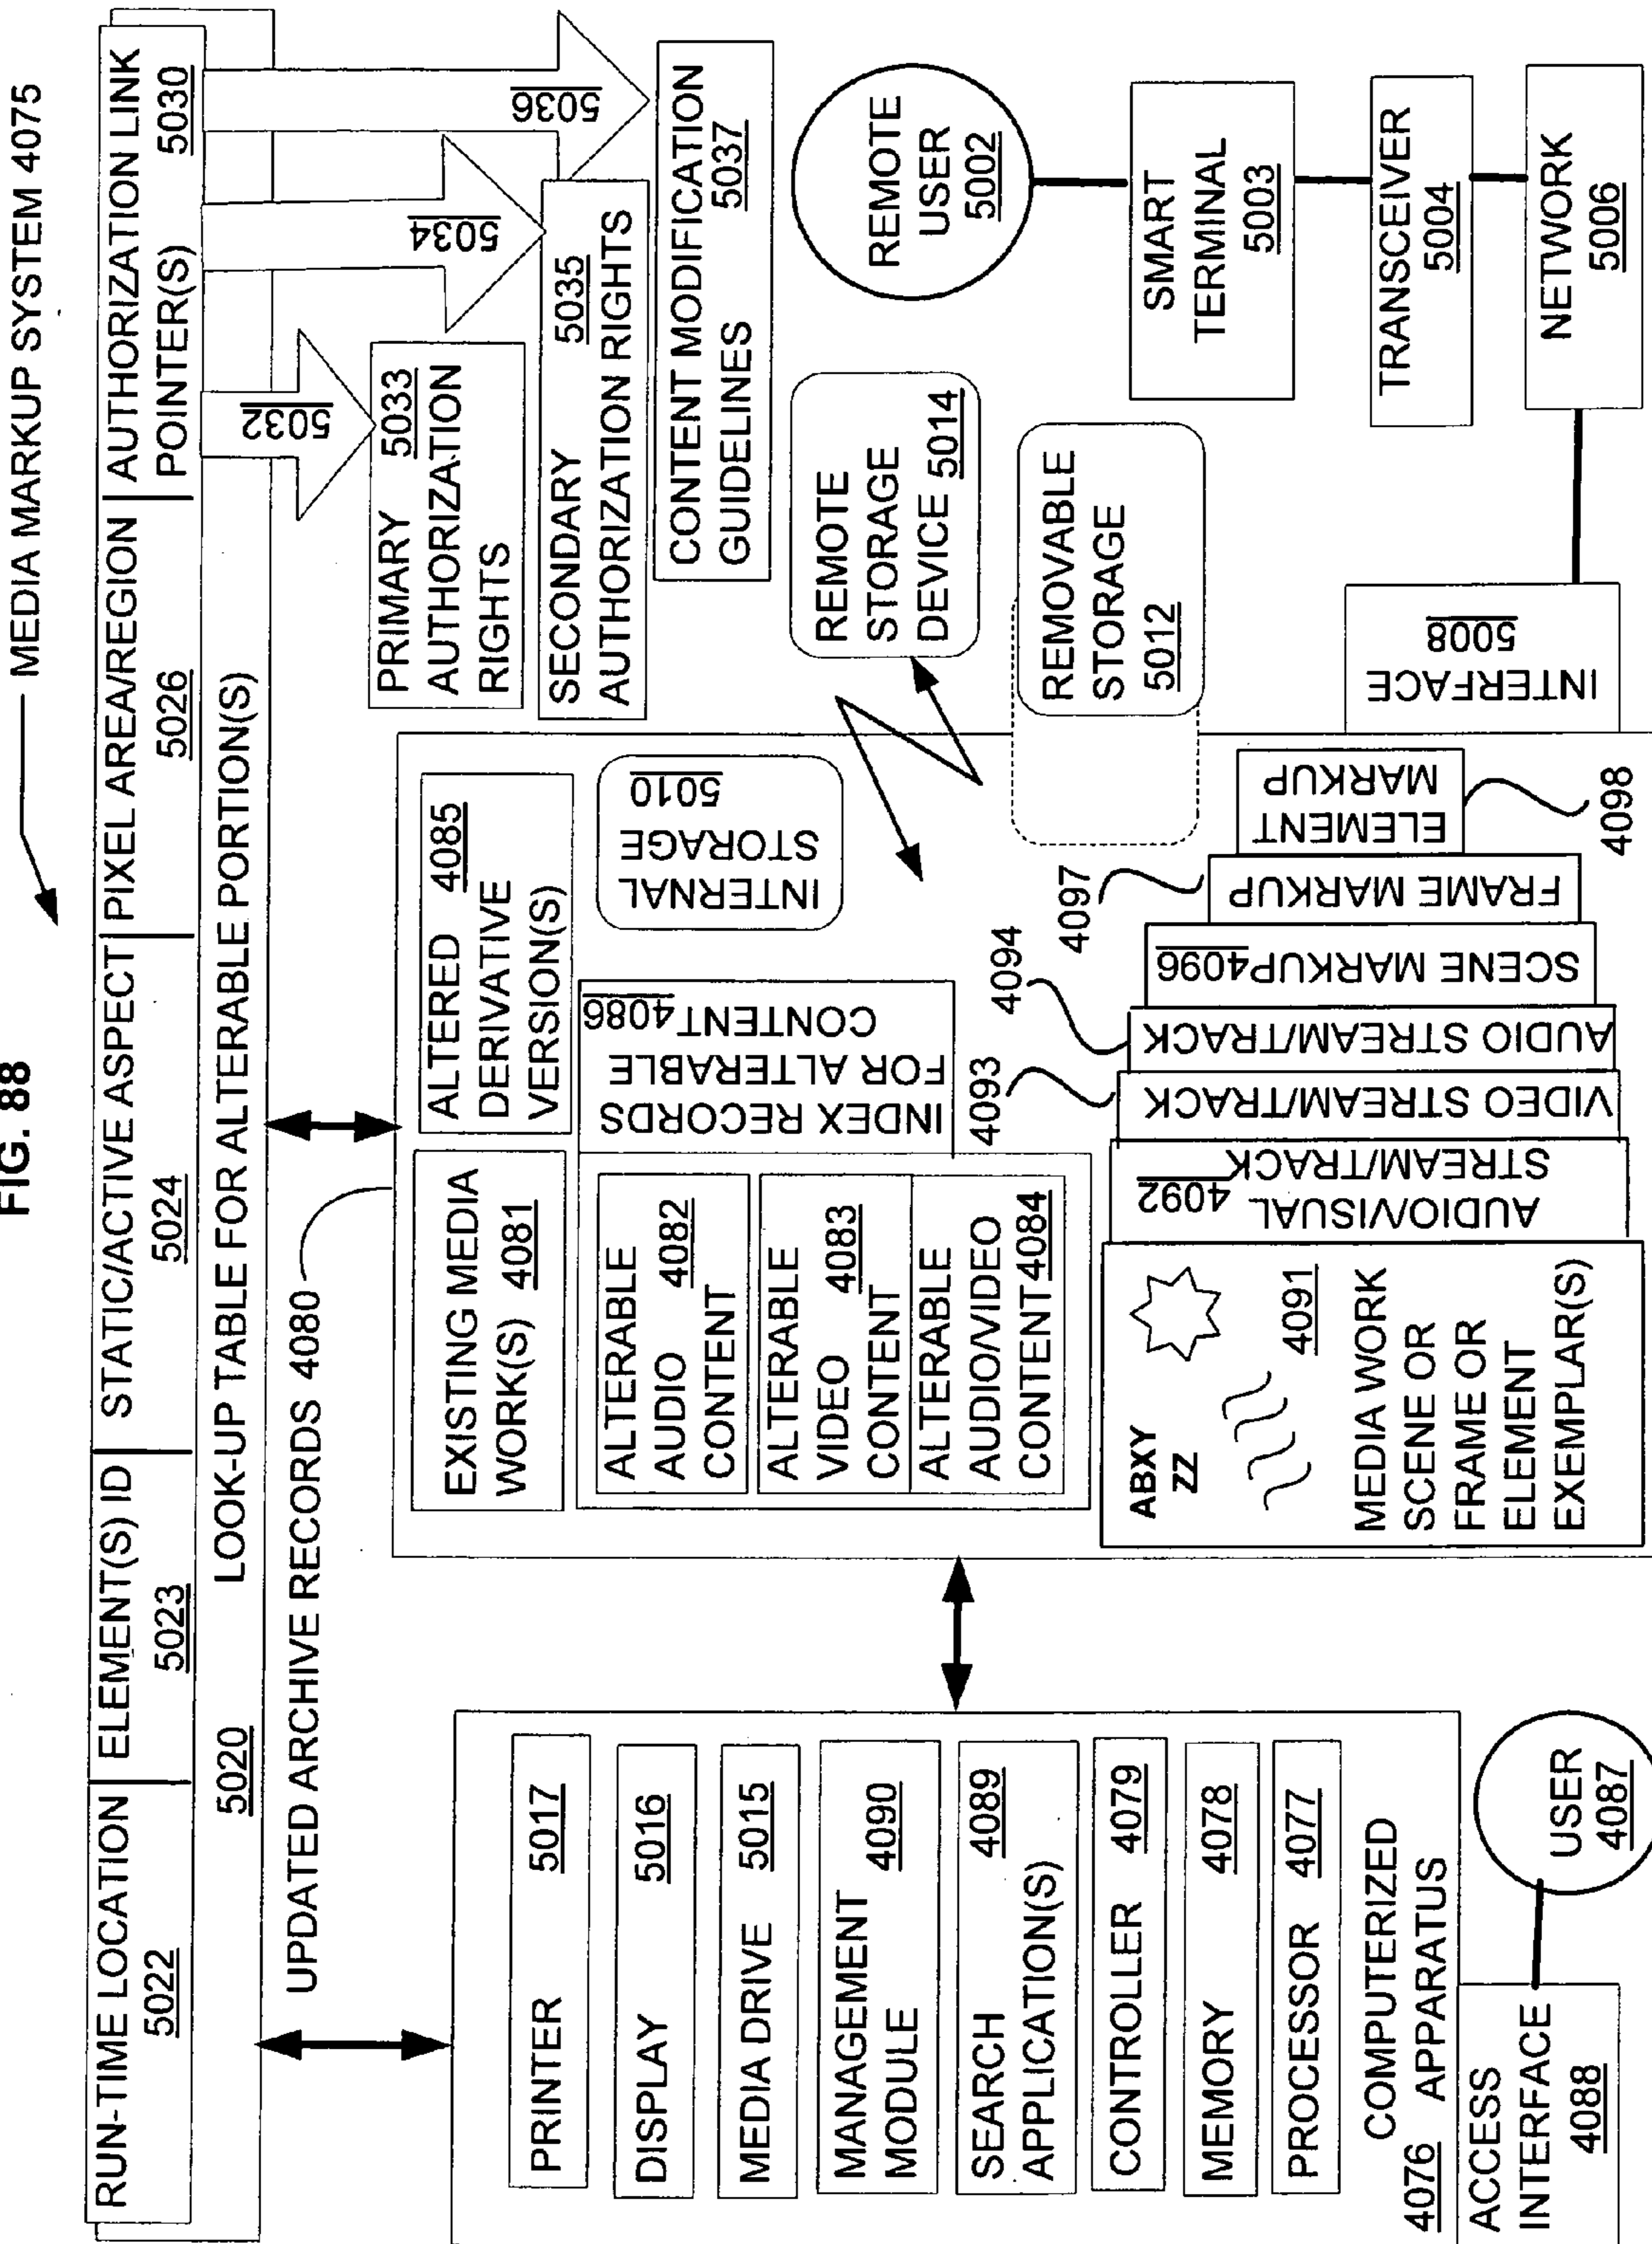 FIG. 88
MEDIA MARKUP SYSTEM 4075
RUN-TIME LOCATION
5022
ELEMENT(S) ID
5023
STATIC/ACTIVE ASPECT
5024
PIXEL AREA/REGION
5026
AUTHORIZATION LINK
POINTER(S) 5030
5020 LOOK-UP TABLE FOR ALTERABLE PORTION(S)
5032
5034
5036
PRIMARY 5033
AUTHORIZATION
RIGHTS
SECONDARY 5035
AUTHORIZATION RIGHTS
CONTENT MODIFICATION
GUIDELINES 5037
UPDATED ARCHIVE RECORDS 4080
PRINTER 5017
DISPLAY 5016
MEDIA DRIVE 5015
MANAGEMENT
MODULE 4090
SEARCH 4089
APPLICATION(S)
CONTROLLER 4079
MEMORY 4078
PROCESSOR 4077
COMPUTERIZED
4076 APPARATUS
ACCESS
INTERFACE
4088
USER
4087
EXISTING MEDIA
WORK(S) 4081
ALTERED 4085
DERIVATIVE
VERSION(S)
ALTERABLE
AUDIO 4082
CONTENT
ALTERABLE
VIDEO 4083
CONTENT
ALTERABLE
AUDIO/VIDEO
CONTENT 4084
INDEX RECORDS
FOR ALTERABLE
CONTENT 4086
INTERNAL
STORAGE
5010
REMOTE
STORAGE
DEVICE 5014
REMOVABLE
STORAGE
5012
REMOTE
USER
5002
SMART
TERMINAL
5003
TRANSCEIVER
5004
NETWORK
5006
INTERFACE
5008
ABXY
ZZ
4091
MEDIA WORK
SCENE OR
FRAME OR
ELEMENT
EXEMPLAR(S)
AUDIO/VISUAL 4092
STREAM/TRACK
4093
VIDEO STREAM/TRACK
4094
AUDIO STREAM/TRACK
SCENE MARKUP 4096
4097
FRAME MARKUP
ELEMENT
MARKUP
4098